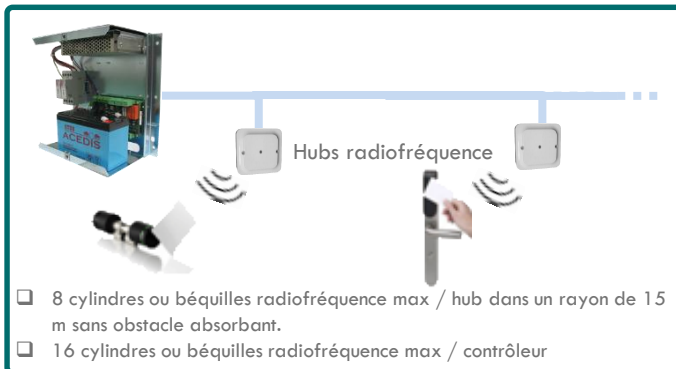 ACEDIS
Hubs radiofréquence
❑ 8 cylindres ou béquilles radiofréquence max / hub dans un rayon de 15
m sans obstacle absorbant.
❑ 16 cylindres ou béquilles radiofréquence max / contrôleur